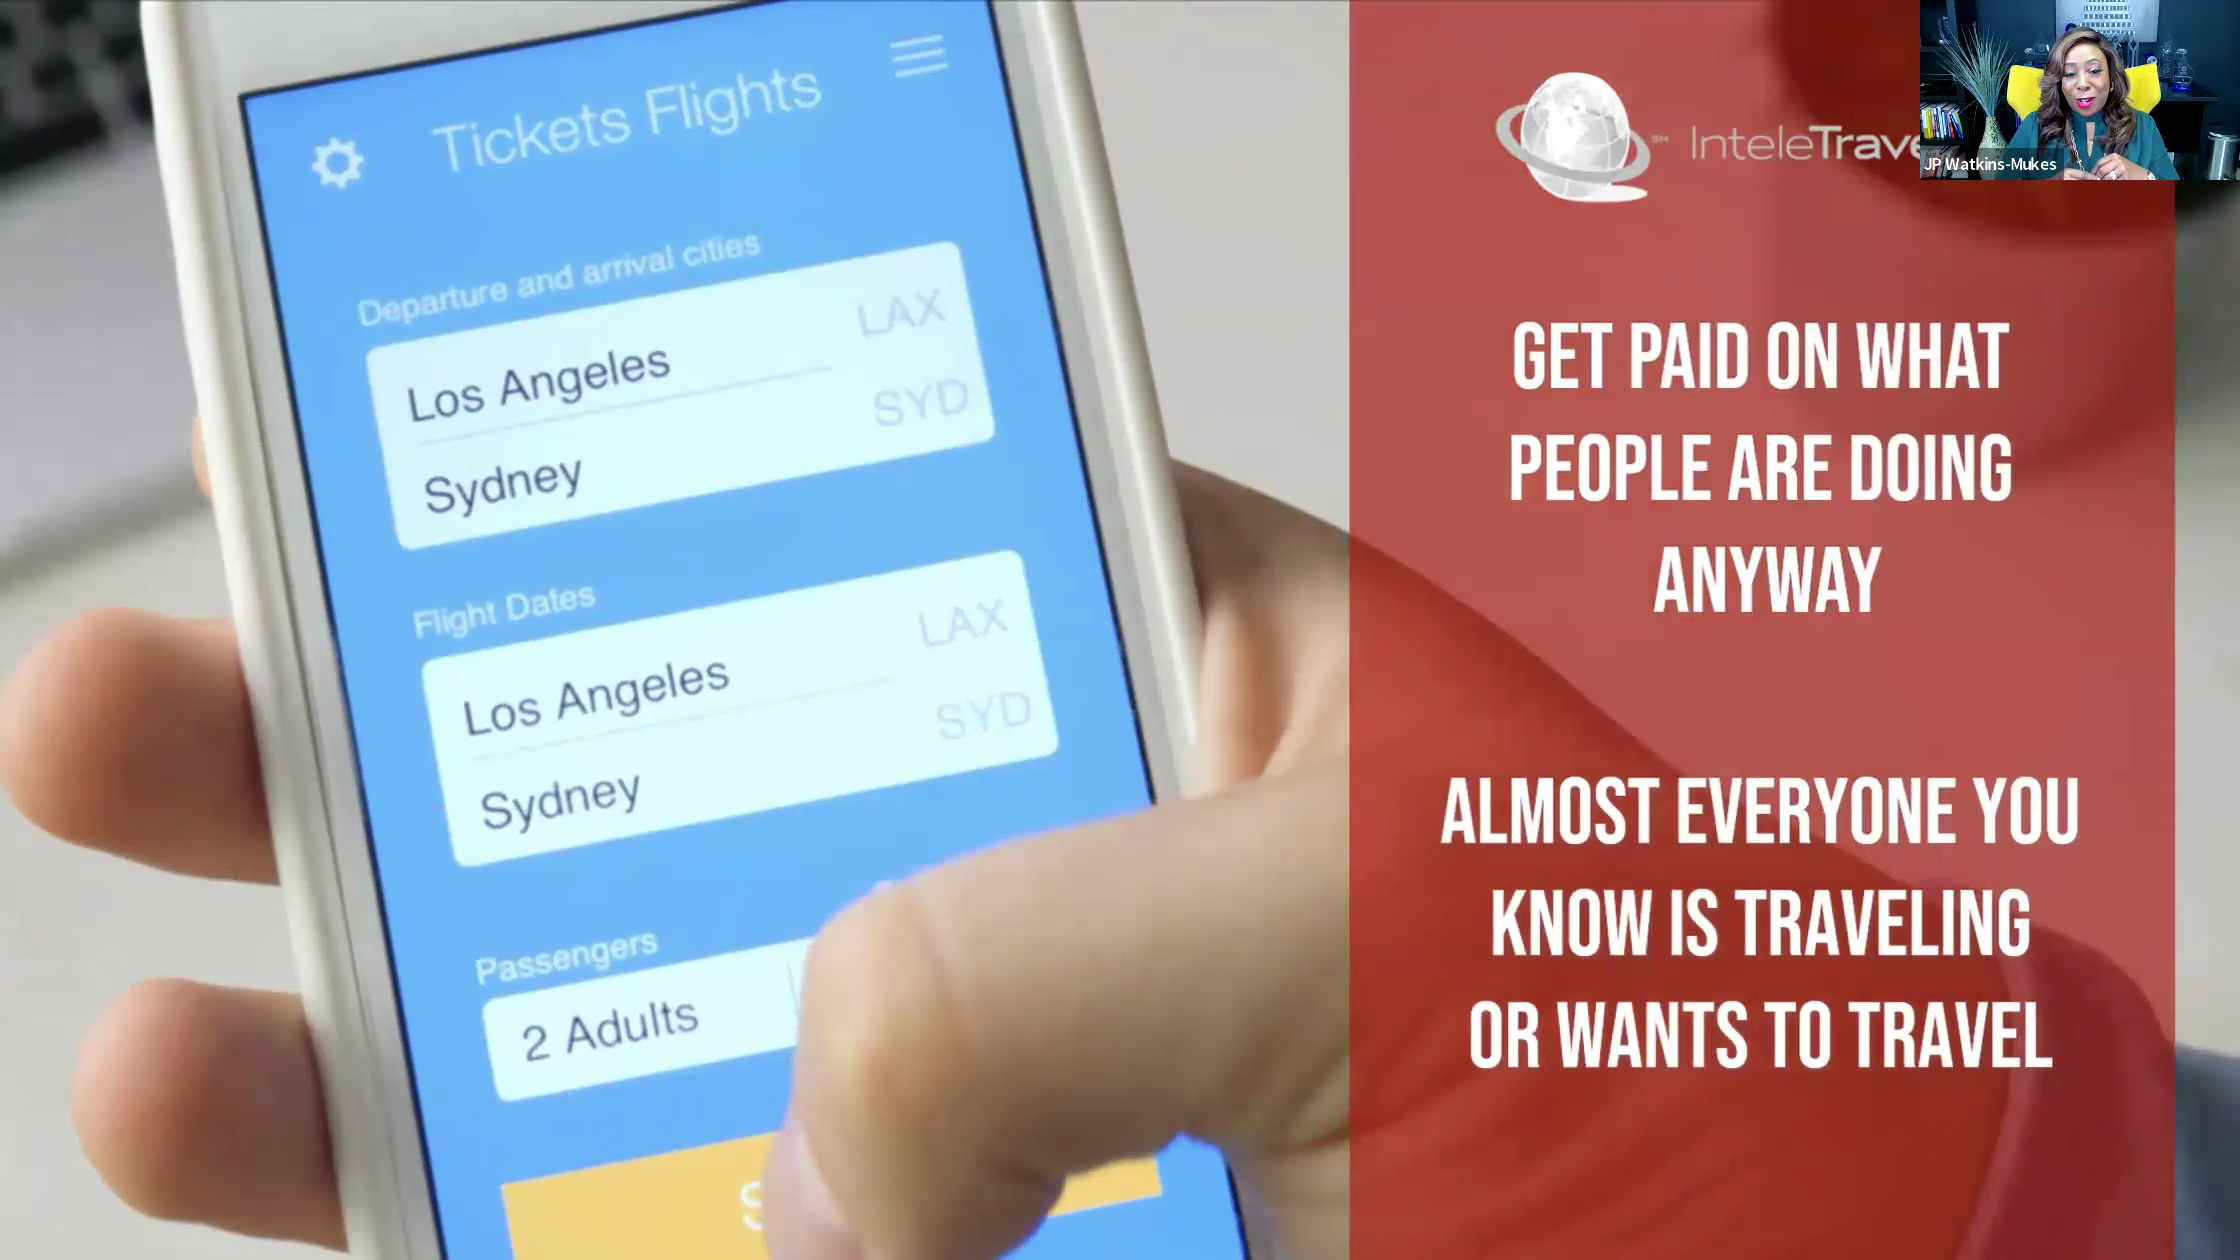 Tickets Flights
Departure and arrival cities
Los Angeles LAX
Sydney SYD
Flight Dates
Los Angeles LAX
Sydney SYD
Passengers
2 Adults
S
SM InteleTrave
JP Watkins-Mukes
GET PAID ON WHAT
PEOPLE ARE DOING
ANYWAY
ALMOST EVERYONE YOU
KNOW IS TRAVELING
OR WANTS TO TRAVEL